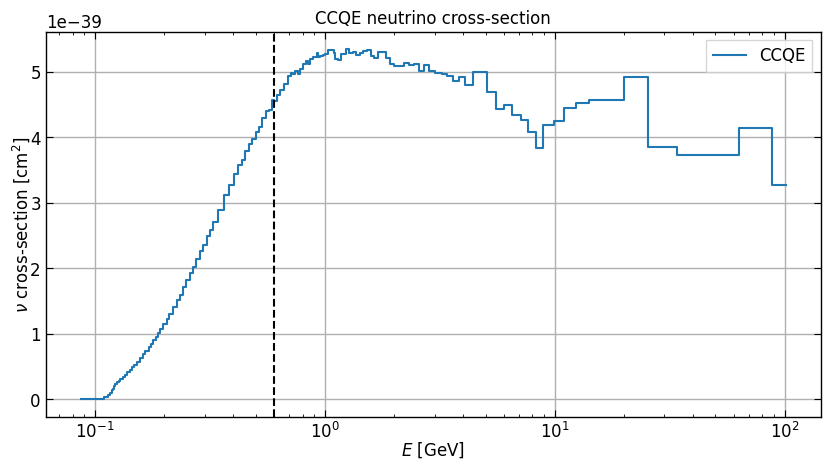 CCQE neutrino cross-section
1e−39
CCQE
5
4
3
2
1
0
ν cross-section [cm²]
10⁻¹ 10⁰ 10¹ 10²
E [GeV]